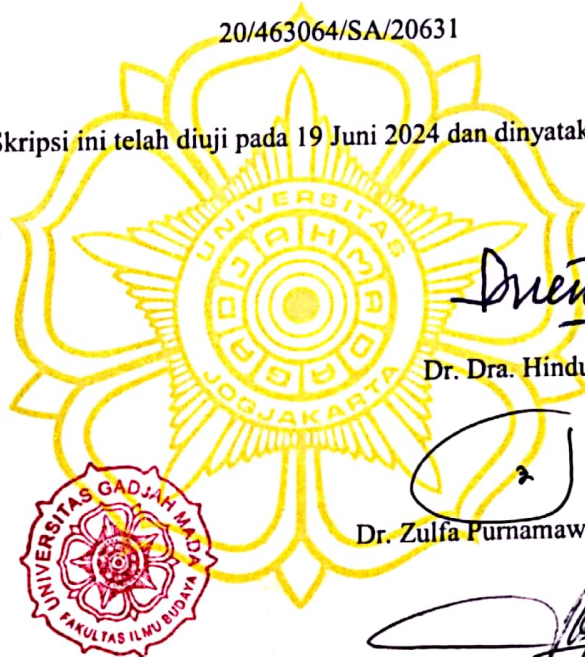 20/463064/SA/20631
Skripsi ini telah diuji pada 19 Juni 2024 dan dinyatak
UNIVERSITAS
GADJAH MADA
JOGJAKARTA
Dr. Dra. Hindu
Dr. Zulfa Purnamaw
UNIVERSITAS GADJAH MADA
FAKULTAS ILMU BUDAYA